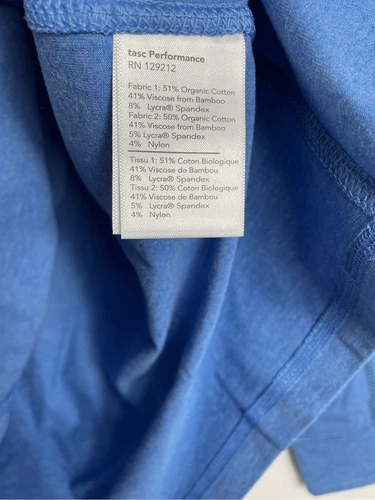 tasc Performance
RN 129212
Fabric 1: 51% Organic Cotton
41% Viscose from Bamboo
8% Lycra® Spandex
Fabric 2: 50% Organic Cotton
41% Viscose from Bamboo
5% Lycra® Spandex
4% Nylon
Tissu 1: 51% Coton Biologique
41% Viscose de Bambou
8% Lycra® Spandex
Tissu 2: 50% Coton Biologique
41% Viscose de Bambou
5% Lycra® Spandex
4% Nylon